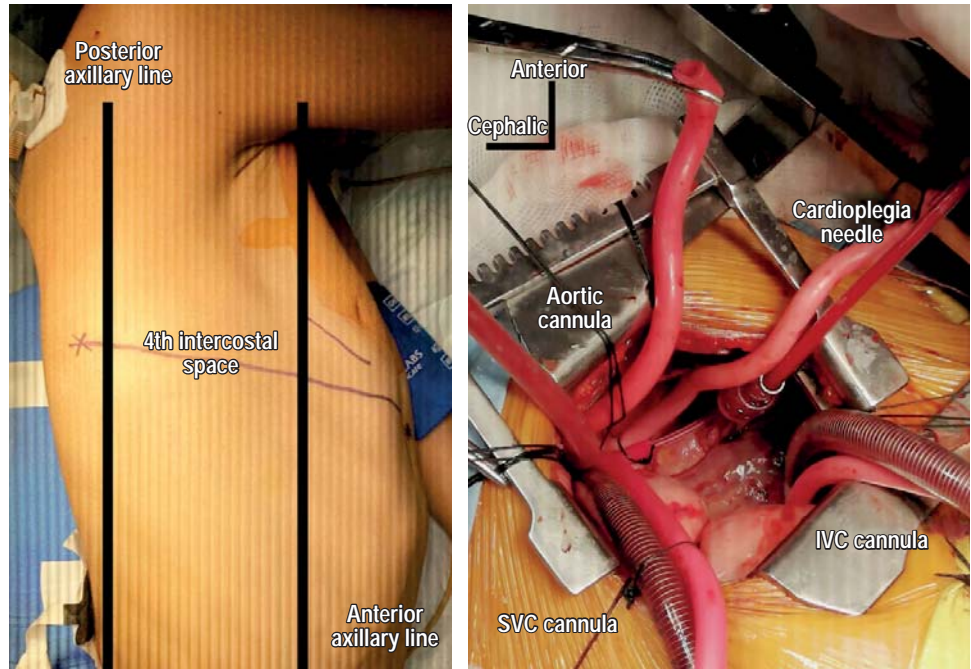 Posterior
axillary line
4th intercostal
space
Anterior
axillary line
Anterior
Cephalic
Cardioplegia
needle
Aortic
cannula
IVC cannula
SVC cannula